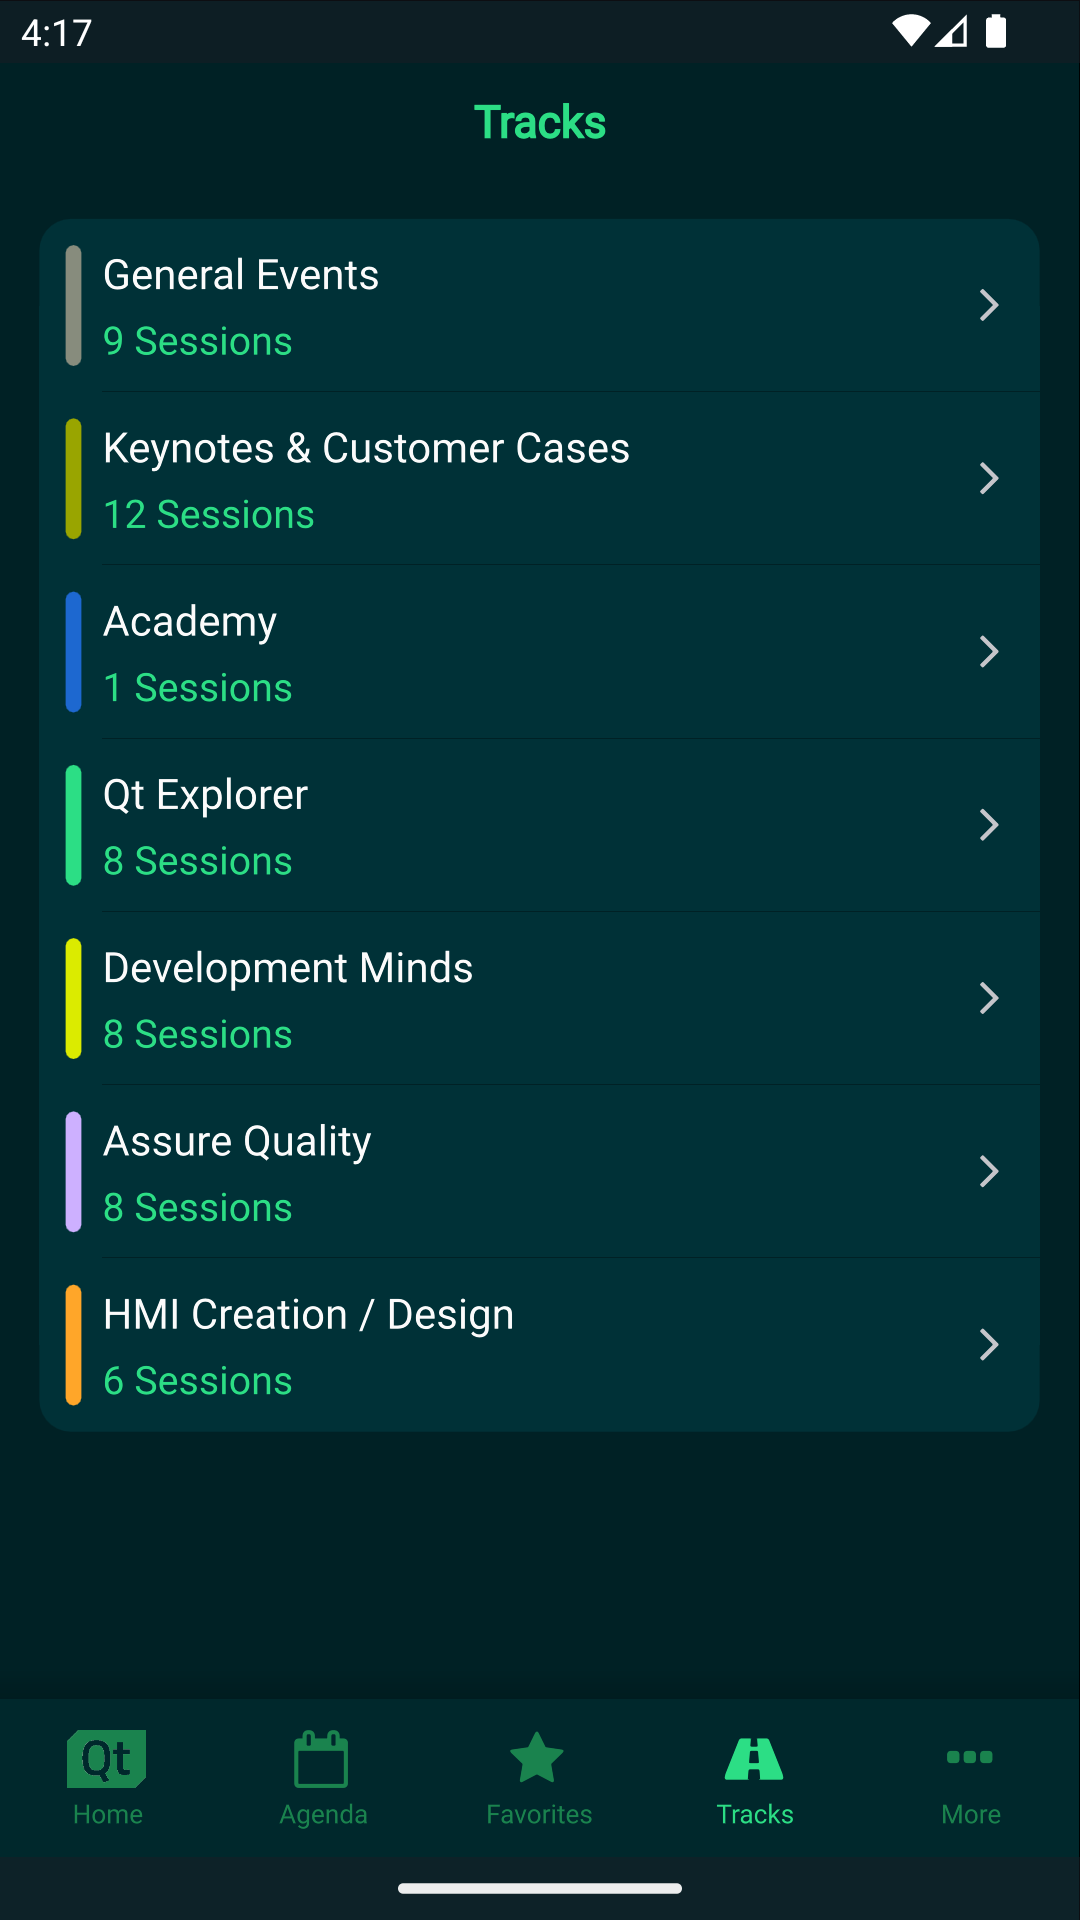 4:17
Tracks
General Events
9 Sessions
Keynotes & Customer Cases
12 Sessions
Academy
1 Sessions
Qt Explorer
8 Sessions
Development Minds
8 Sessions
Assure Quality
8 Sessions
HMI Creation / Design
6 Sessions
Qt
Home Agenda Favorites Tracks More